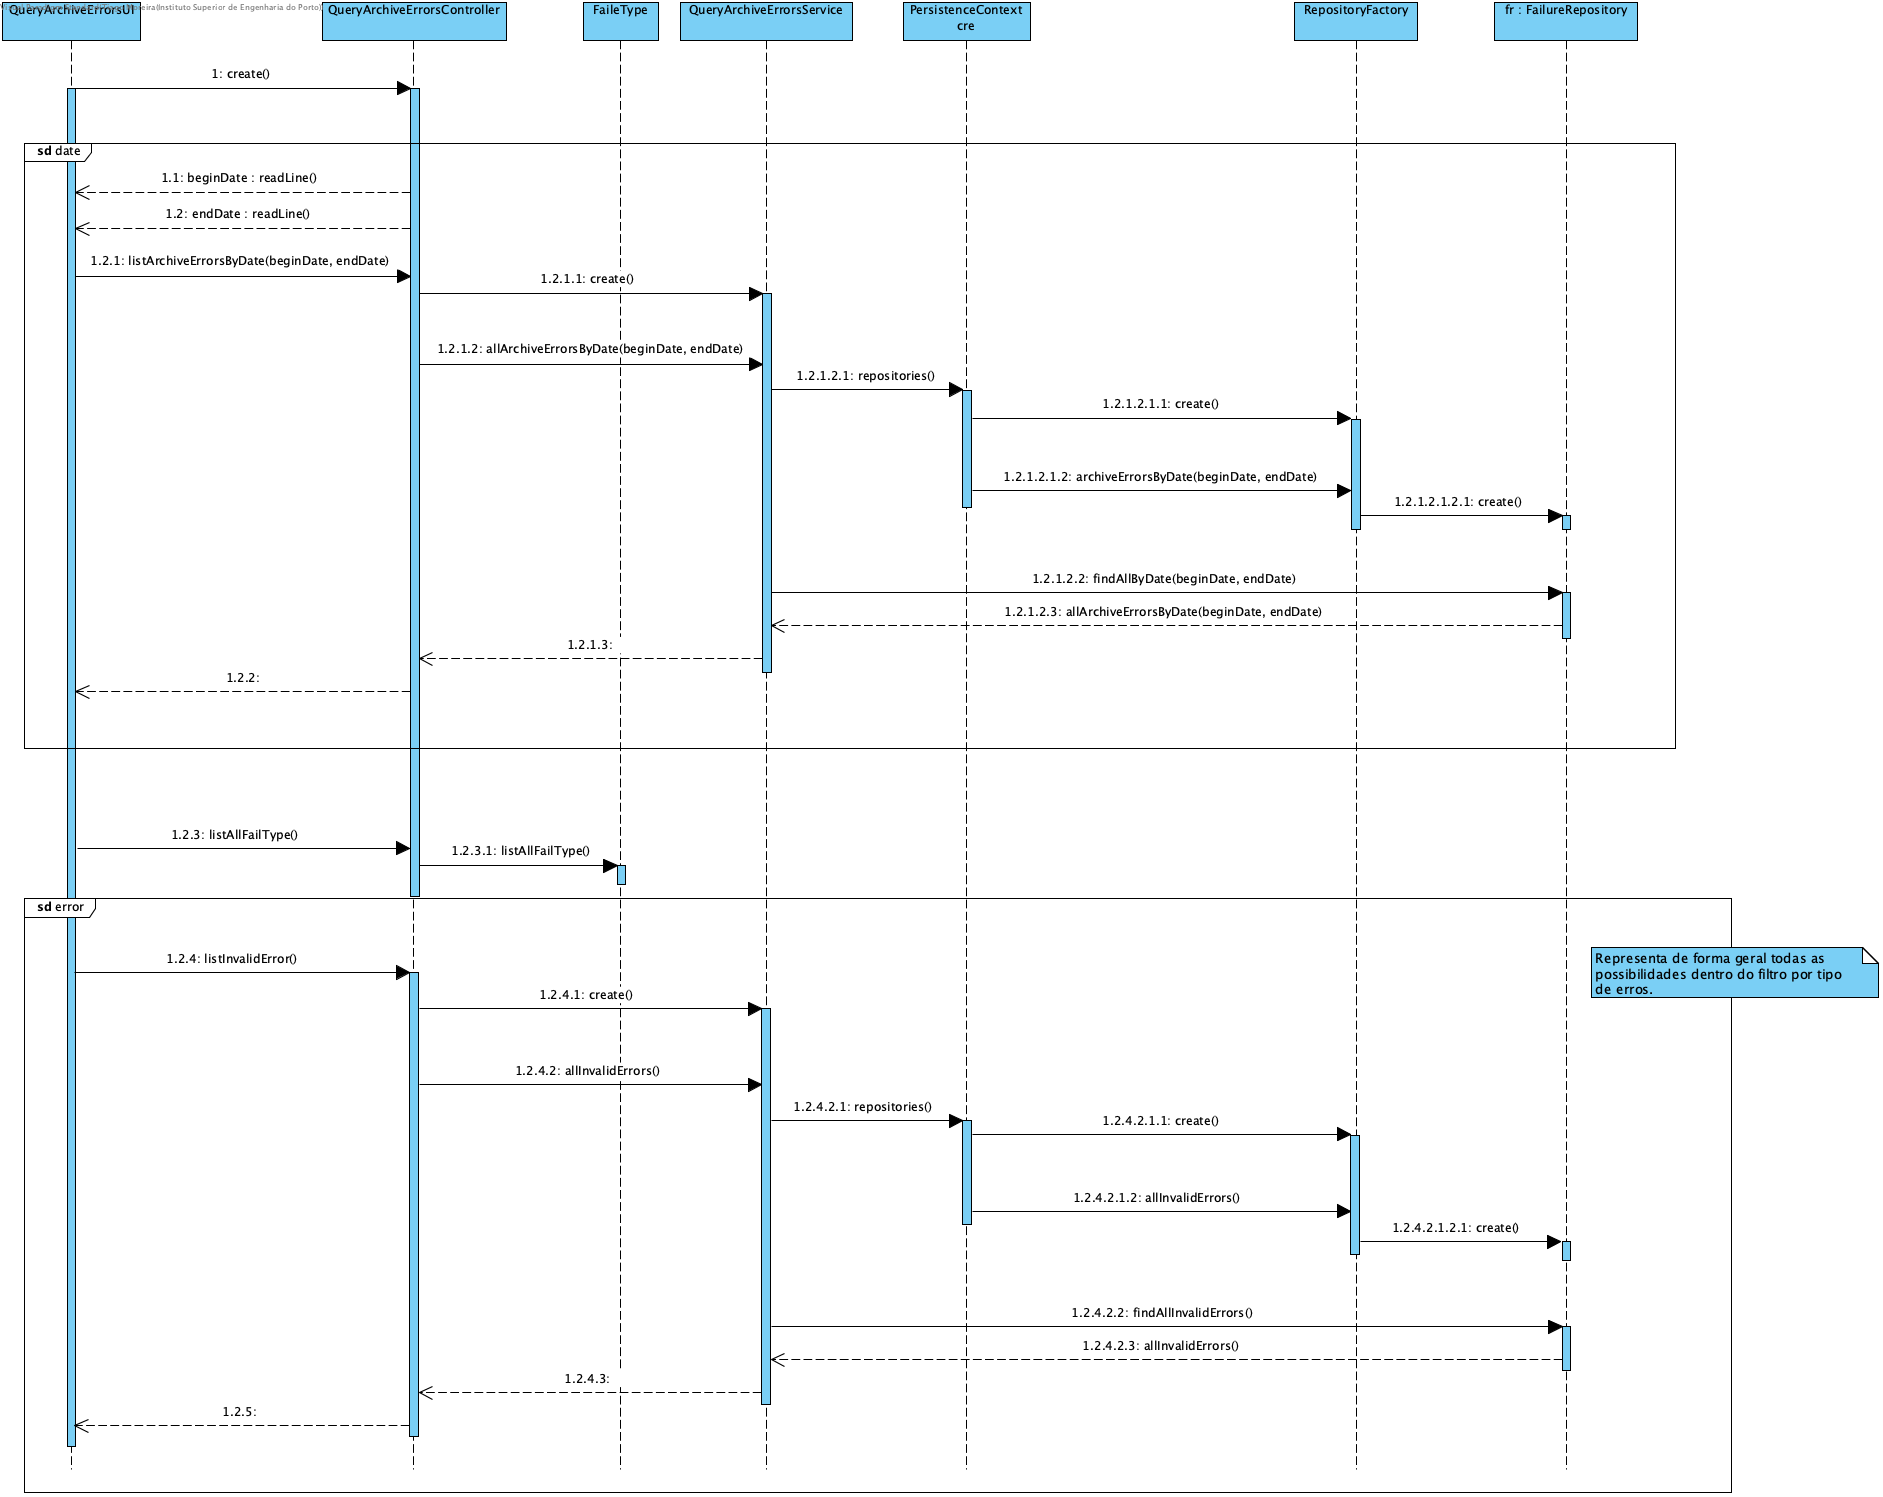 QueryArchiveErrorsUI
Moreira(Instituto Superior de Engenharia do Porto)
QueryArchiveErrorsController
FaileType
QueryArchiveErrorsService
PersistenceContext
cre
RepositoryFactory
fr : FailureRepository
1: create()
sd date
1.1: beginDate : readLine()
1.2: endDate : readLine()
1.2.1: listArchiveErrorsByDate(beginDate, endDate)
1.2.1.1: create()
1.2.1.2: allArchiveErrorsByDate(beginDate, endDate)
1.2.1.2.1: repositories()
1.2.1.2.1.1: create()
1.2.1.2.1.2: archiveErrorsByDate(beginDate, endDate)
1.2.1.2.1.2.1: create()
1.2.1.2.2: findAllByDate(beginDate, endDate)
1.2.1.2.3: allArchiveErrorsByDate(beginDate, endDate)
1.2.1.3:
1.2.2:
1.2.3: listAllFailType()
1.2.3.1: listAllFailType()
sd error
Representa de forma geral todas as
possibilidades dentro do filtro por tipo
de erros.
1.2.4: listInvalidError()
1.2.4.1: create()
1.2.4.2: allInvalidErrors()
1.2.4.2.1: repositories()
1.2.4.2.1.1: create()
1.2.4.2.1.2: allInvalidErrors()
1.2.4.2.1.2.1: create()
1.2.4.2.2: findAllInvalidErrors()
1.2.4.2.3: allInvalidErrors()
1.2.4.3:
1.2.5: